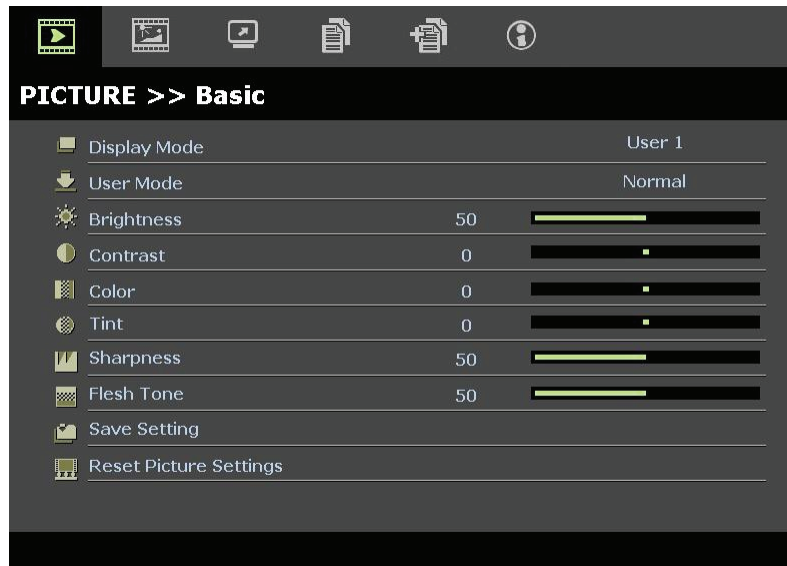 PICTURE >> Basic
Display Mode User 1
User Mode Normal
Brightness 50
Contrast 0
Color 0
Tint 0
Sharpness 50
Flesh Tone 50
Save Setting
Reset Picture Settings